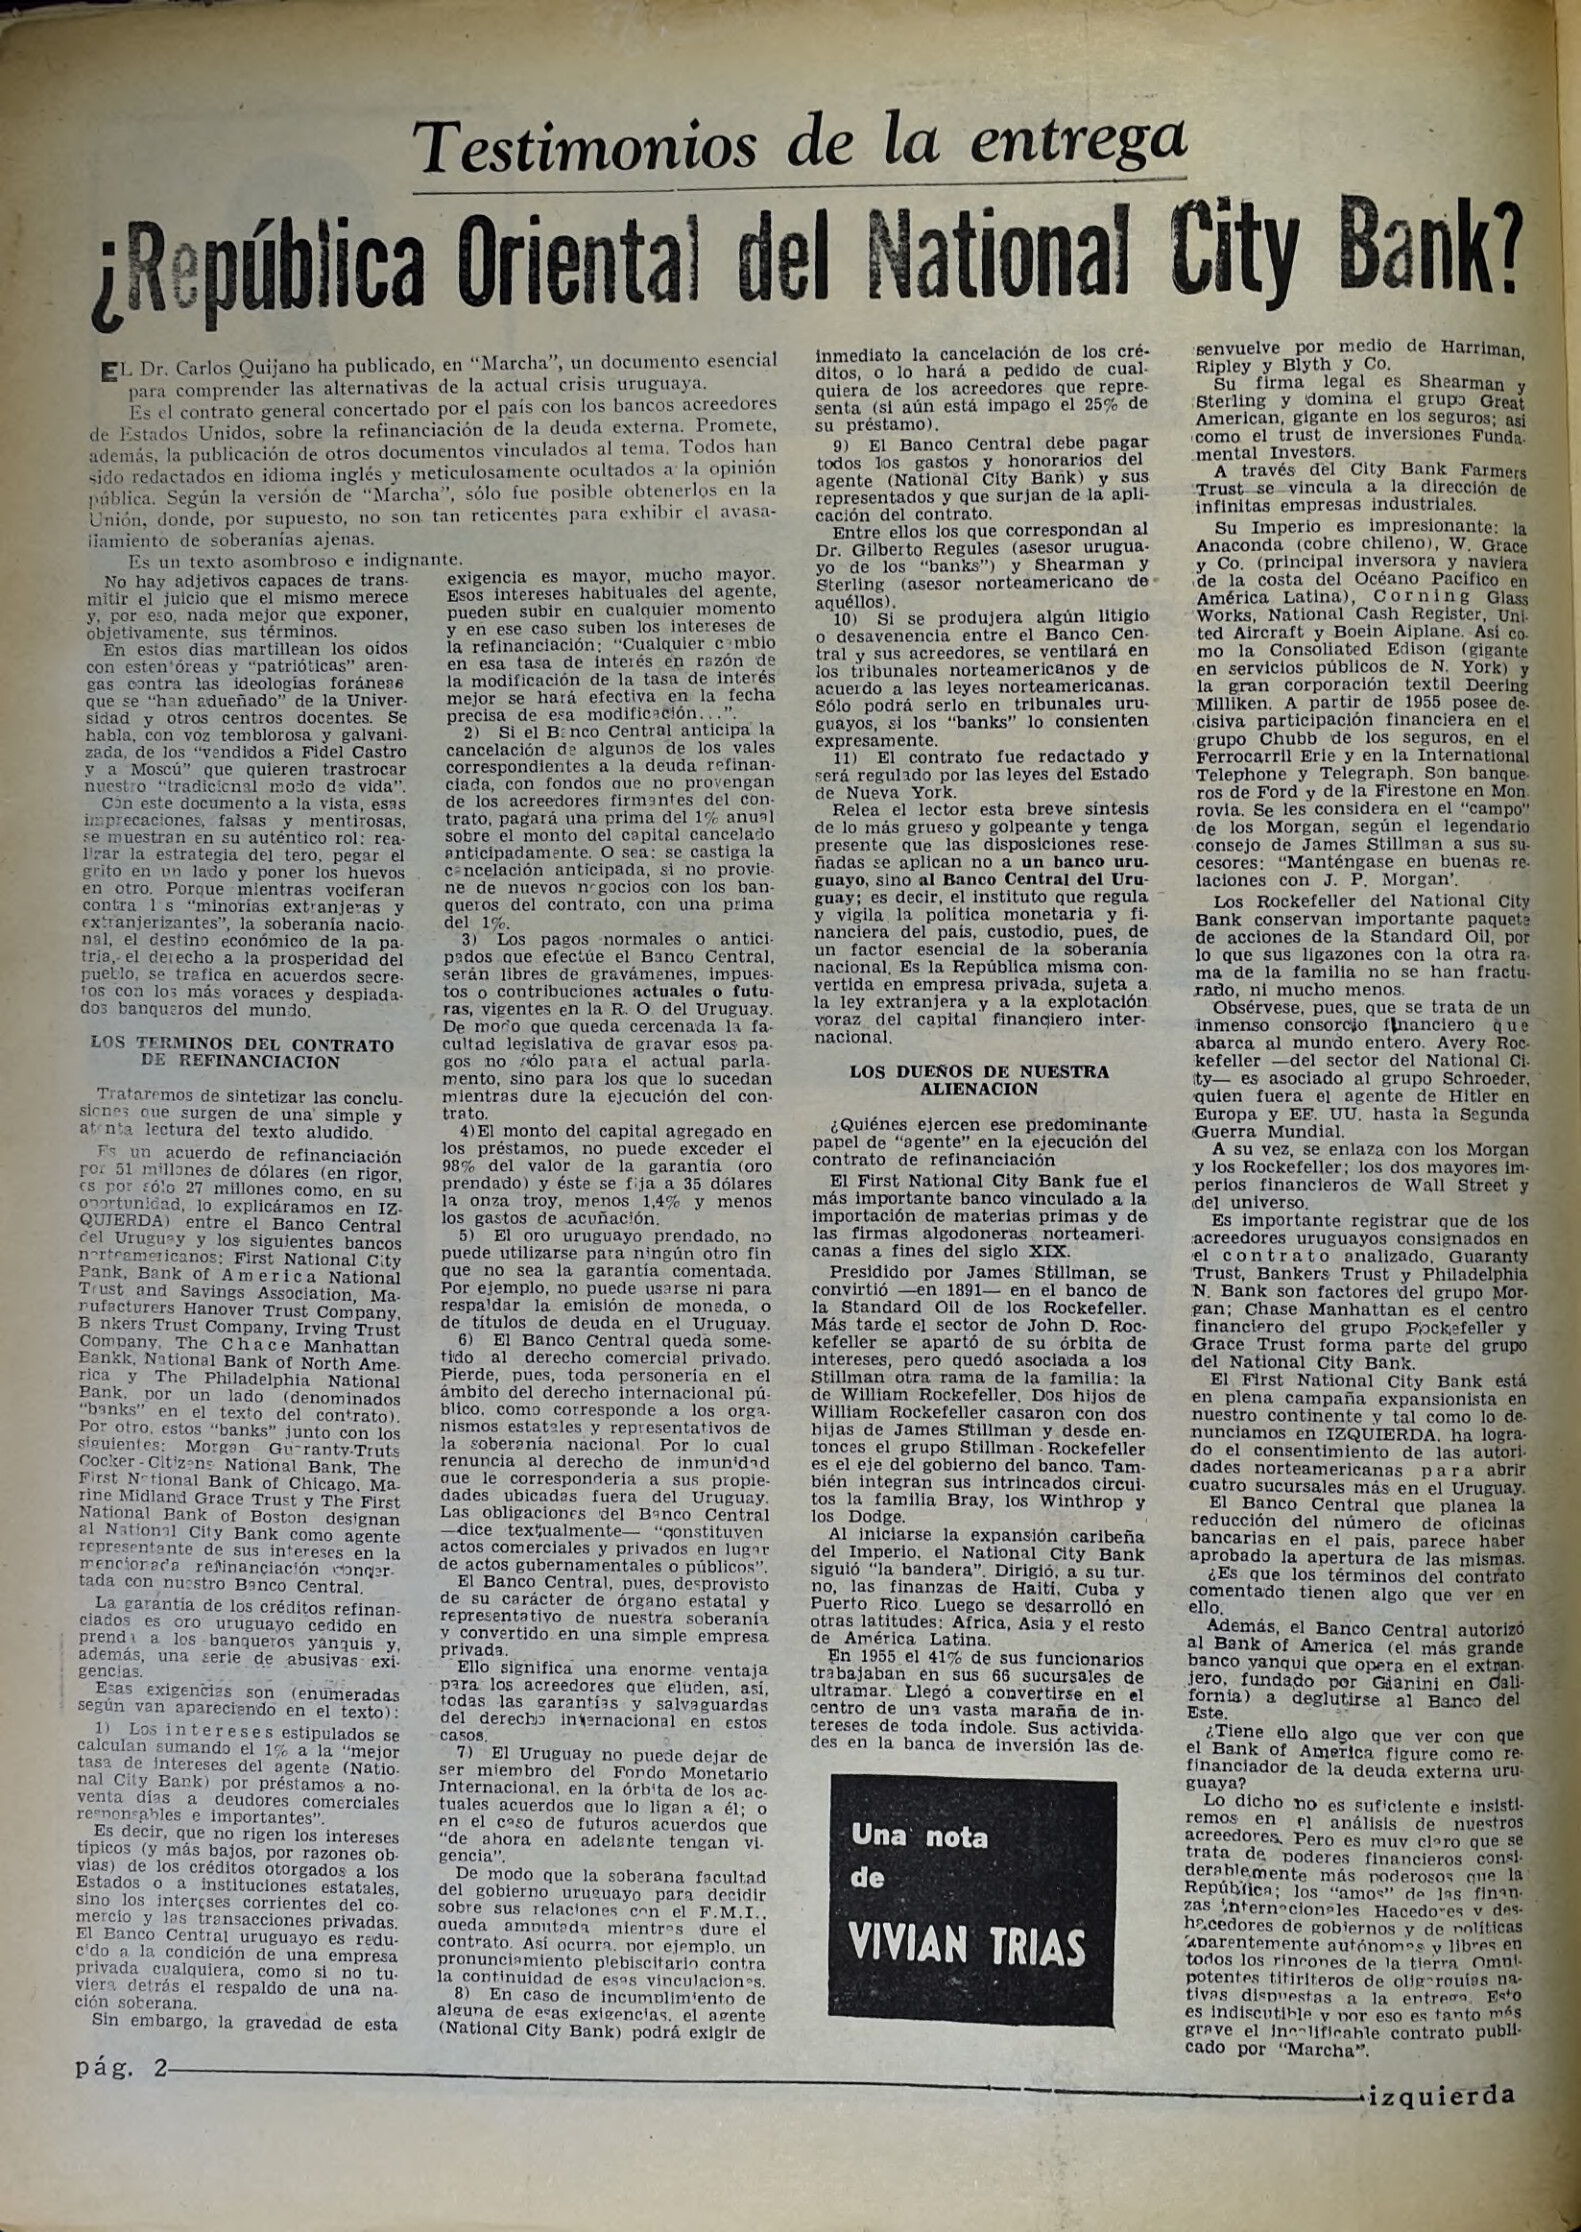 Testimonios de la entrega
¿República Oriental del National City Bank?
EL Dr. Carlos Quijano ha publicado, en "Marcha", un documento esencial
para comprender las alternativas de la actual crisis uruguaya.
Es el contrato general concertado por el país con los bancos acreedores
de Estados Unidos, sobre la refinanciación de la deuda externa. Promete,
además, la publicación de otros documentos vinculados al tema. Todos han
sido redactados en idioma inglés y meticulosamente ocultados a la opinión
pública. Según la versión de "Marcha", sólo fue posible obtenerlos en la
Unión, donde, por supuesto, no son tan reticentes para exhibir el avasa-
llamiento de soberanías ajenas.
Es un texto asombroso e indignante.
No hay adjetivos capaces de trans-
mitir el juicio que el mismo merece
y, por eso, nada mejor que exponer,
objetivamente, sus términos.
En estos días martillean los oídos
con estentóreas y "patrióticas" aren-
gas contra las ideologías foráneas
que se "han adueñado" de la Univer-
sidad y otros centros docentes. Se
habla, con voz temblorosa y galvani-
zada, de los "vendidos a Fidel Castro
y a Moscú" que quieren trastrocar
nuestro "tradicional modo de vida".
Con este documento a la vista, esas
imprecaciones, falsas y mentirosas,
se muestran en su auténtico rol: rea-
lizar la estrategia del tero, pegar el
grito en un lado y poner los huevos
en otro. Porque mientras vociferan
contra l s "minorías extranjeras y
extranjerizantes", la soberanía nacio-
nal, el destino económico de la pa-
tria, el derecho a la prosperidad del
pueblo, se trafica en acuerdos secre-
tos con los más voraces y despiada-
dos banqueros del mundo.
LOS TERMINOS DEL CONTRATO
DE REFINANCIACION
Trataremos de sintetizar las conclu-
siones que surgen de una simple y
atenta lectura del texto aludido.
Es un acuerdo de refinanciación
por 51 millones de dólares (en rigor,
es por sólo 27 millones como, en su
oportunidad, lo explicáramos en IZ-
QUIERDA) entre el Banco Central
del Uruguay y los siguientes bancos
norteamericanos: First National City
Bank, Bank of America National
Trust and Savings Association, Ma-
nufacturers Hanover Trust Company,
B nkers Trust Company, Irving Trust
Company, The Chace Manhattan
Bankk, National Bank of North Ame-
rica y The Philadelphia National
Bank, por un lado (denominados
"banks" en el texto del contrato).
Por otro, estos "banks" junto con los
siguientes: Morgan Guaranty-Truts
Cocker-Citizens National Bank, The
First National Bank of Chicago, Ma-
rine Midland Grace Trust y The First
National Bank of Boston designan
al National City Bank como agente
representante de sus intereses en la
mencionada refinanciación concer-
tada con nuestro Banco Central.
La garantía de los créditos refinan-
ciados es oro uruguayo cedido en
prenda a los banqueros yanquis y,
además, una serie de abusivas exi-
gencias.
Esas exigencias son (enumeradas
según van apareciendo en el texto):
1) Los intereses estipulados se
calculan sumando el 1% a la "mejor
tasa de intereses del agente (Natio-
nal City Bank) por préstamos a no-
venta días a deudores comerciales
responsables e importantes".
Es decir, que no rigen los intereses
típicos (y más bajos, por razones ob-
vias) de los créditos otorgados a los
Estados o a instituciones estatales,
sino los intereses corrientes del co-
mercio y las transacciones privadas.
El Banco Central uruguayo es redu-
cido a la condición de una empresa
privada cualquiera, como si no tu-
viera detrás el respaldo de una na-
ción soberana.
Sin embargo, la gravedad de esta
exigencia es mayor, mucho mayor.
Esos intereses habituales del agente,
pueden subir en cualquier momento
y en ese caso suben los intereses de
la refinanciación: "Cualquier cambio
en esa tasa de interés en razón de
la modificación de la tasa de interés
mejor se hará efectiva en la fecha
precisa de esa modificación...".
2) Si el Banco Central anticipa la
cancelación de algunos de los vales
correspondientes a la deuda refinan-
ciada, con fondos que no provengan
de los acreedores firmantes del con-
trato, pagará una prima del 1% anual
sobre el monto del capital cancelado
anticipadamente. O sea: se castiga la
cancelación anticipada, si no provie-
ne de nuevos negocios con los ban-
queros del contrato, con una prima
del 1%.
3) Los pagos normales o antici-
pados que efectúe el Banco Central,
serán libres de gravámenes, impues-
tos o contribuciones actuales o futu-
ras, vigentes en la R. O. del Uruguay.
De modo que queda cercenada la fa-
cultad legislativa de gravar esos pa-
gos no sólo para el actual parla-
mento, sino para los que lo sucedan
mientras dure la ejecución del con-
trato.
4)El monto del capital agregado en
los préstamos, no puede exceder el
98% del valor de la garantía (oro
prendado) y éste se fija a 35 dólares
la onza troy, menos 1,4% y menos
los gastos de acuñación.
5) El oro uruguayo prendado, no
puede utilizarse para ningún otro fin
que no sea la garantía comentada.
Por ejemplo, no puede usarse ni para
respaldar la emisión de moneda, o
de títulos de deuda en el Uruguay.
6) El Banco Central queda some-
tido al derecho comercial privado.
Pierde, pues, toda personería en el
ámbito del derecho internacional pú-
blico, como corresponde a los orga-
nismos estatales y representativos de
la soberanía nacional. Por lo cual
renuncia al derecho de inmunidad
que le correspondería a sus propie-
dades ubicadas fuera del Uruguay.
Las obligaciones del Banco Central
—dice textualmente— "qonstituven
actos comerciales y privados en lugar
de actos gubernamentales o públicos".
El Banco Central, pues, desprovisto
de su carácter de órgano estatal y
representativo de nuestra soberanía
y convertido en una simple empresa
privada.
Ello significa una enorme ventaja
para los acreedores que eluden, así,
todas las garantías y salvaguardas
del derecho internacional en estos
casos.
7) El Uruguay no puede dejar de
ser miembro del Fondo Monetario
Internacional, en la órbita de los ac-
tuales acuerdos que lo ligan a él; o
en el caso de futuros acuerdos que
"de ahora en adelante tengan vi-
gencia".
De modo que la soberana facultad
del gobierno uruguayo para decidir
sobre sus relaciones con el F.M.I.,
queda amputada mientras dure el
contrato. Así ocurra, por ejemplo, un
pronunciamiento plebiscitario contra
la continuidad de esas vinculaciones.
8) En caso de incumplimiento de
alguna de esas exigencias, el agente
(National City Bank) podrá exigir de
inmediato la cancelación de los cré-
ditos, o lo hará a pedido de cual-
quiera de los acreedores que repre-
senta (si aún está impago el 25% de
su préstamo).
9) El Banco Central debe pagar
todos los gastos y honorarios del
agente (National City Bank) y sus
representados y que surjan de la apli-
cación del contrato.
Entre ellos los que correspondan al
Dr. Gilberto Regules (asesor urugua-
yo de los "banks") y Shearman y
Sterling (asesor norteamericano de
aquéllos).
10) Si se produjera algún litigio
o desavenencia entre el Banco Cen-
tral y sus acreedores, se ventilará en
los tribunales norteamericanos y de
acuerdo a las leyes norteamericanas.
Sólo podrá serlo en tribunales uru-
guayos, si los "banks" lo consienten
expresamente.
11) El contrato fue redactado y
será regulado por las leyes del Estado
de Nueva York.
Relea el lector esta breve síntesis
de lo más grueso y golpeante y tenga
presente que las disposiciones rese-
ñadas se aplican no a un banco uru-
guayo, sino al Banco Central del Uru-
guay; es decir, el instituto que regula
y vigila la política monetaria y fi-
nanciera del país, custodio, pues, de
un factor esencial de la soberanía
nacional. Es la República misma con-
vertida en empresa privada, sujeta a
la ley extranjera y a la explotación
voraz del capital financiero inter-
nacional.
LOS DUEÑOS DE NUESTRA
ALIENACION
¿Quiénes ejercen ese predominante
papel de "agente" en la ejecución del
contrato de refinanciación
El First National City Bank fue el
más importante banco vinculado a la
importación de materias primas y de
las firmas algodoneras norteameri-
canas a fines del siglo XIX.
Presidido por James Stillman, se
convirtió —en 1891— en el banco de
la Standard Oil de los Rockefeller.
Más tarde el sector de John D. Roc-
kefeller se apartó de su órbita de
intereses, pero quedó asociada a los
Stillman otra rama de la familia: la
de William Rockefeller. Dos hijos de
William Rockefeller casaron con dos
hijas de James Stillman y desde en-
tonces el grupo Stillman-Rockefeller
es el eje del gobierno del banco. Tam-
bién integran sus intrincados circui-
tos la familia Bray, los Winthrop y
los Dodge.
Al iniciarse la expansión caribeña
del Imperio, el National City Bank
siguió "la bandera". Dirigió, a su tur-
no, las finanzas de Haití, Cuba y
Puerto Rico. Luego se desarrolló en
otras latitudes: Africa, Asia y el resto
de América Latina.
En 1955 el 41% de sus funcionarios
trabajaban en sus 66 sucursales de
ultramar. Llegó a convertirse en el
centro de una vasta maraña de in-
tereses de toda índole. Sus activida-
des en la banca de inversión las de-
Una nota
de
VIVIAN TRIAS
senvuelve por medio de Harriman,
Ripley y Blyth y Co.
Su firma legal es Shearman y
Sterling y domina el grupo Great
American, gigante en los seguros; así
como el trust de inversiones Funda-
mental Investors.
A través del City Bank Farmers
Trust se vincula a la dirección de
infinitas empresas industriales.
Su Imperio es impresionante: la
Anaconda (cobre chileno), W. Grace
y Co. (principal inversora y naviera
de la costa del Océano Pacífico en
América Latina), Corning Glass
Works, National Cash Register, Uni-
ted Aircraft y Boein Aiplane. Así co-
mo la Consoliated Edison (gigante
en servicios públicos de N. York) y
la gran corporación textil Deering
Milliken. A partir de 1955 posee de-
cisiva participación financiera en el
grupo Chubb de los seguros, en el
Ferrocarril Erie y en la International
Telephone y Telegraph. Son banque-
ros de Ford y de la Firestone en Mon-
rovia. Se les considera en el "campo"
de los Morgan, según el legendario
consejo de James Stillman a sus su-
cesores: "Manténgase en buenas re-
laciones con J. P. Morgan'.
Los Rockefeller del National City
Bank conservan importante paquete
de acciones de la Standard Oil, por
lo que sus ligazones con la otra ra-
ma de la familia no se han fractu-
rado, ni mucho menos.
Obsérvese, pues, que se trata de un
inmenso consorcio financiero que
abarca al mundo entero. Avery Roc-
kefeller —del sector del National Ci-
ty— es asociado al grupo Schroeder,
quien fuera el agente de Hitler en
Europa y EE. UU. hasta la Segunda
Guerra Mundial.
A su vez, se enlaza con los Morgan
y los Rockefeller; los dos mayores im-
perios financieros de Wall Street y
del universo.
Es importante registrar que de los
acreedores uruguayos consignados en
el contrato analizado, Guaranty
Trust, Bankers Trust y Philadelphia
N. Bank son factores del grupo Mor-
gan; Chase Manhattan es el centro
financiero del grupo Rockefeller y
Grace Trust forma parte del grupo
del National City Bank.
El First National City Bank está
en plena campaña expansionista en
nuestro continente y tal como lo de-
nunciamos en IZQUIERDA, ha logra-
do el consentimiento de las autori-
dades norteamericanas para abrir
cuatro sucursales más en el Uruguay.
El Banco Central que planea la
reducción del número de oficinas
bancarias en el país, parece haber
aprobado la apertura de las mismas.
¿Es que los términos del contrato
comentado tienen algo que ver en
ello.
Además, el Banco Central autorizó
al Bank of America (el más grande
banco yanqui que opera en el extran-
jero, fundado por Gianini en Cali-
fornia) a deglutirse al Banco del
Este.
¿Tiene ello algo que ver con que
el Bank of America figure como re-
financiador de la deuda externa uru-
guaya?
Lo dicho no es suficiente e insisti-
remos en el análisis de nuestros
acreedores. Pero es muy claro que se
trata de poderes financieros consi-
derablemente más poderosos que la
República; los "amos" de las finan-
zas internacionales Hacedores y des-
hacedores de gobiernos y de políticas
aparentemente autónomas y libres en
todos los rincones de la tierra Omni-
potentes titiriteros de oligarquías na-
tivas dispuestas a la entrega. Esto
es indiscutible y por eso es tanto más
grave el incalificable contrato publi-
cado por "Marcha".
pág. 2
izquierda